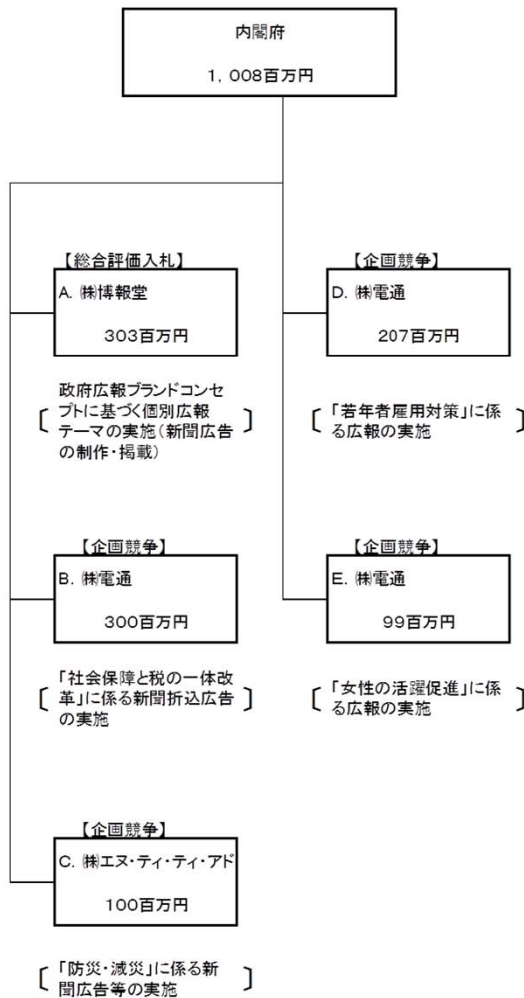 内閣府
1，008百万円
【総合評価入札】
A. ㈱博報堂
303百万円
政府広報ブランドコンセ
プトに基づく個別広報
テーマの実施（新聞広告
の制作・掲載）
【企画競争】
B. ㈱電通
300百万円
「社会保障と税の一体改
革」に係る新聞折込広告
の実施
【企画競争】
C. ㈱エヌ・ティ・ティ・アド
100百万円
「防災・減災」に係る新
聞広告等の実施
【企画競争】
D. ㈱電通
207百万円
「若年者雇用対策」に係
る広報の実施
【企画競争】
E. ㈱電通
99百万円
「女性の活躍促進」に係
る広報の実施